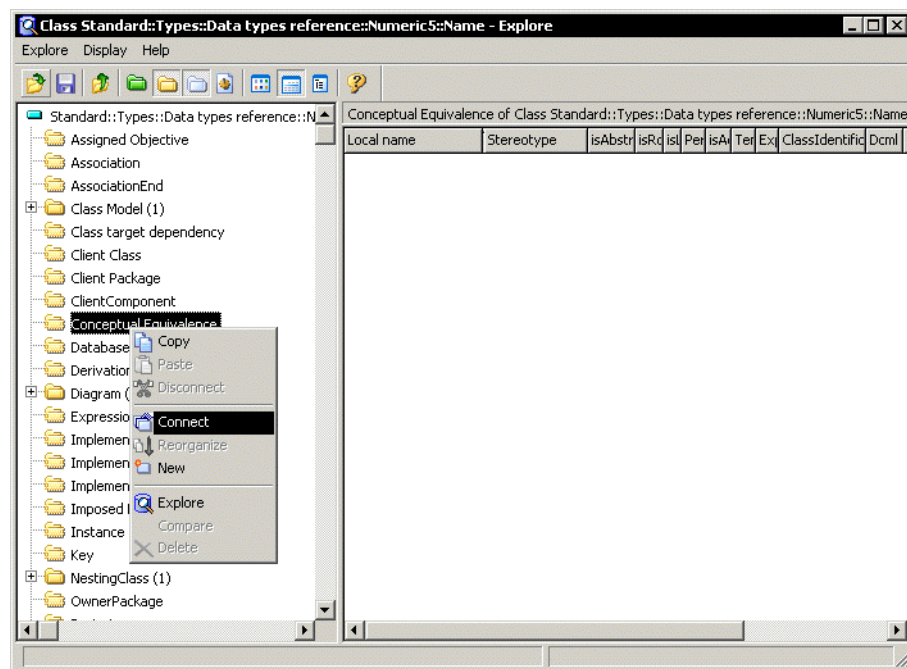 Class Standard::Types::Data types reference::Numeric5::Name - Explore
Explore Display Help
Standard::Types::Data types reference::N
Conceptual Equivalence of Class Standard::Types::Data types reference::Numeric5::Name
Local name Stereotype isAbstr isRo isL Per isA Ter Ex ClassIdentific Dcml
Assigned Objective
Association
AssociationEnd
Class Model (1)
Class target dependency
Client Class
Client Package
ClientComponent
Conceptual Equivalence
Database
Derivation
Diagram (
Expressio
Implemen
Implemen
Implemen
Imposed
Instance
Key
NestingClass (1)
OwnerPackage
Copy
Paste
Disconnect
Connect
Reorganize
New
Explore
Compare
Delete